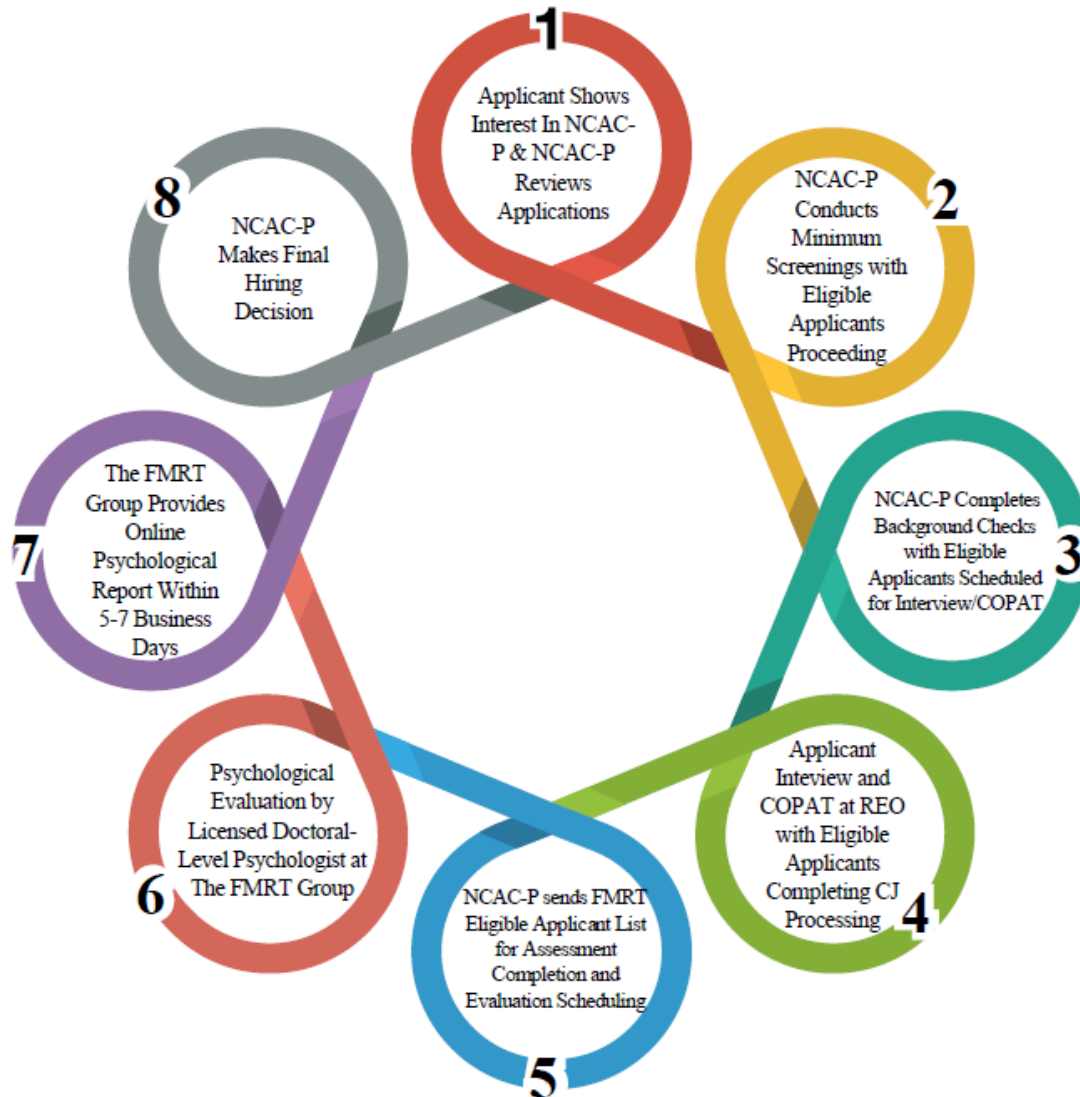 1
Applicant Shows
Interest In NCAC-
P & NCAC-P
Reviews
Applications
2
NCAC-P
Conducts
Minimum
Screenings with
Eligible
Applicants
Proceeding
3
NCAC-P Completes
Background Checks
with Eligible
Applicants Scheduled
for Interview/COPAT
4
Applicant
Inteview and
COPAT at REO
with Eligible
Applicants
Completing CJ
Processing
5
NCAC-P sends FMRT
Eligible Applicant List
for Assessment
Completion and
Evaluation Scheduling
6
Psychological
Evaluation by
Licensed Doctoral-
Level Psychologist at
The FMRT Group
7
The FMRT
Group Provides
Online
Psychological
Report Within
5-7 Business
Days
8
NCAC-P
Makes Final
Hiring
Decision